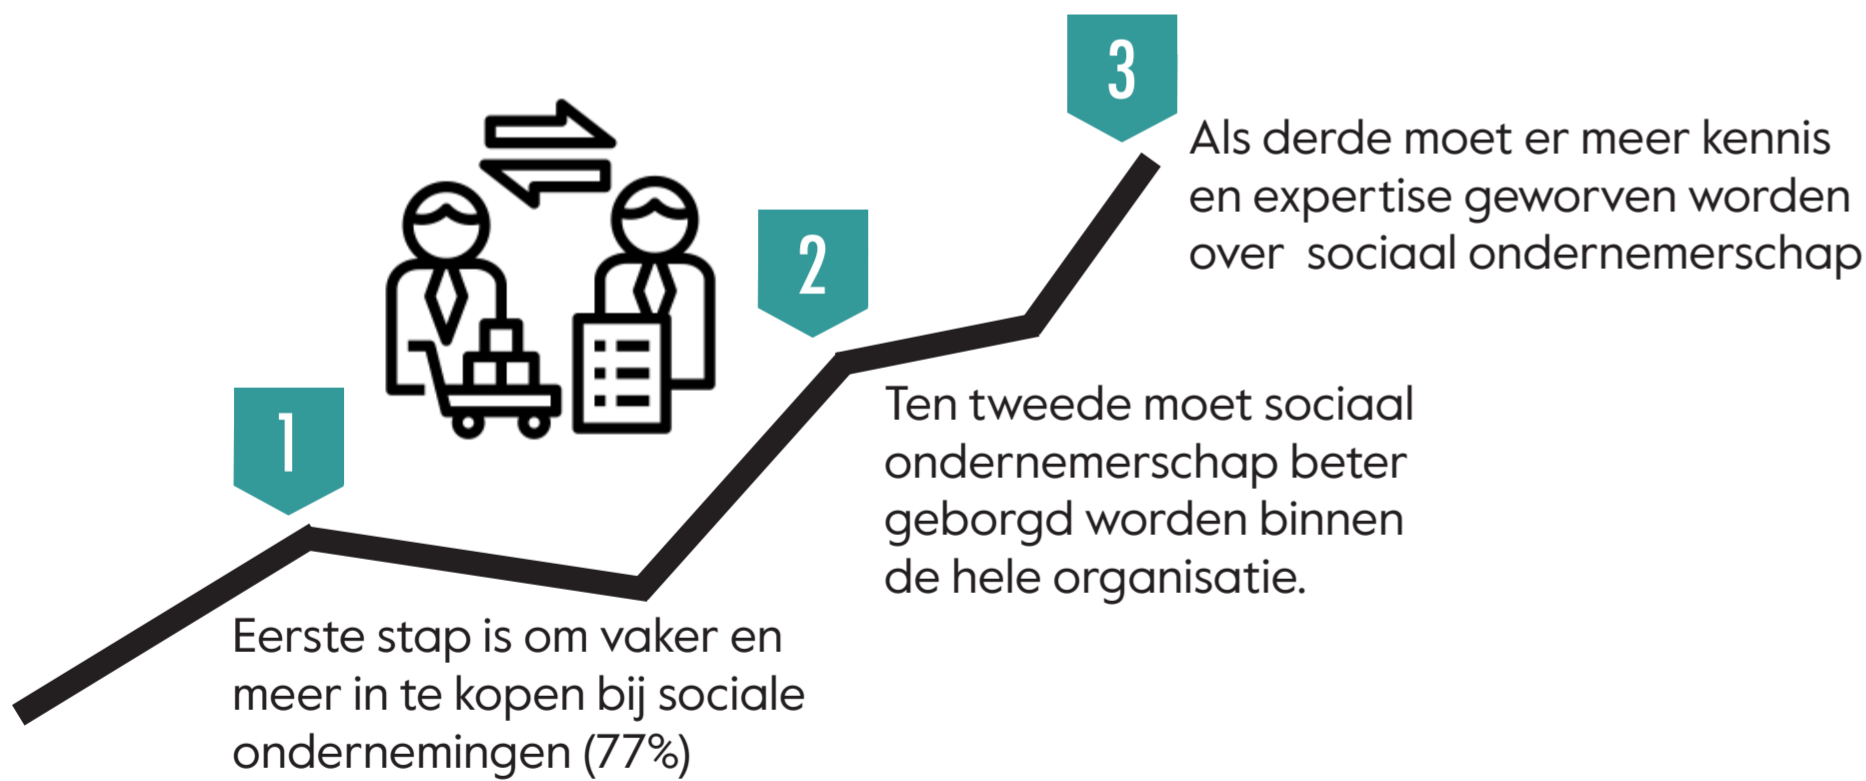 1
Eerste stap is om vaker en
meer in te kopen bij sociale
ondernemingen (77%)
2
Ten tweede moet sociaal
ondernemerschap beter
geborgd worden binnen
de hele organisatie.
3
Als derde moet er meer kennis
en expertise geworven worden
over sociaal ondernemerschap